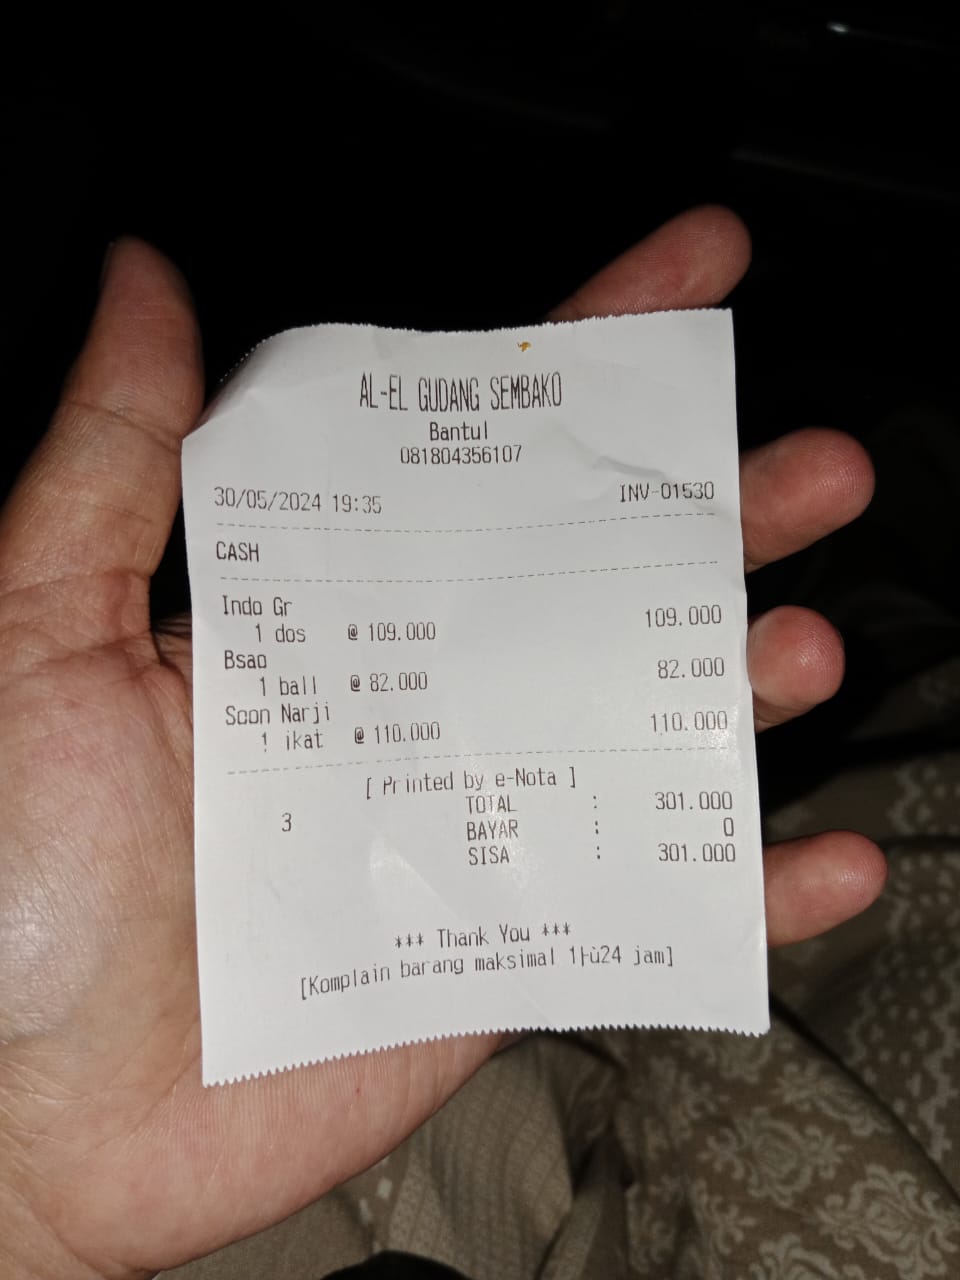 AL-EL GUDANG SEMBAKO
Bantul
081804356107
30/05/2024 19:35 INV-01530
CASH
Indo Gr
1 dos @ 109.000 109.000
Bsao
1 ball @ 82.000 82.000
Soon Narji
1 ikat @ 110.000 110.000
[ Printed by e-Nota ]
3 TOTAL : 301.000
BAYAR : 0
SISA : 301.000
*** Thank You ***
[Komplain barang maksimal 1├ù24 jam]